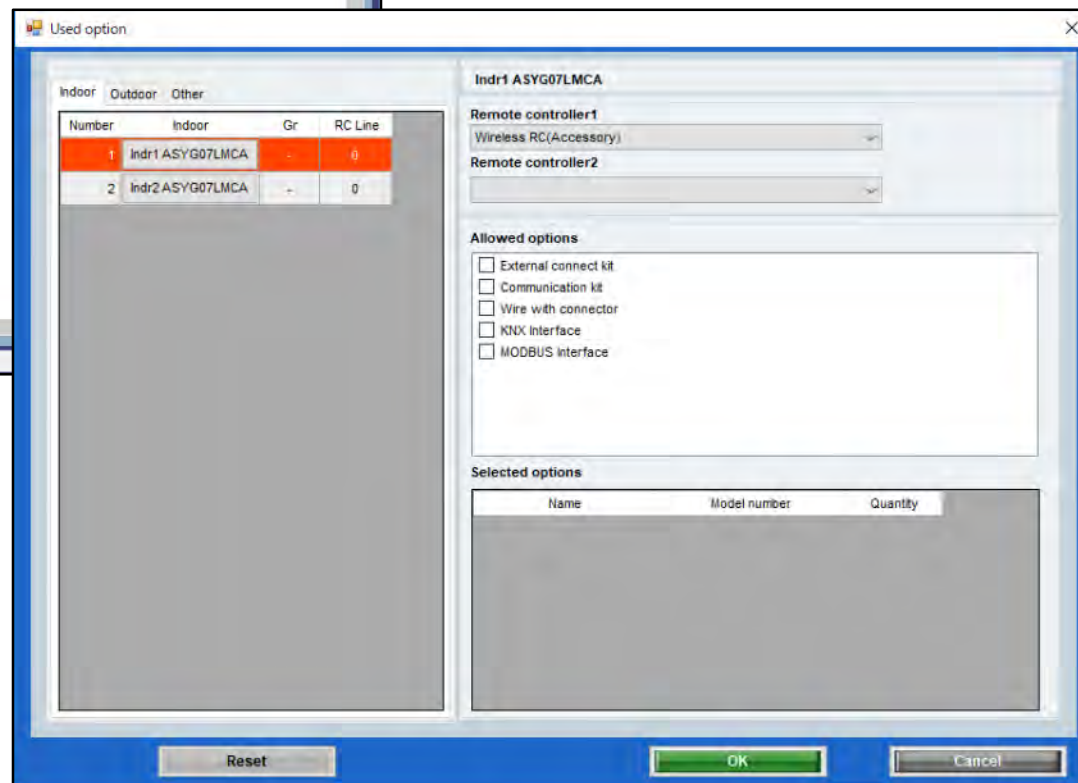 Used option
Indoor Outdoor Other
Number Indoor Gr RC Line
1 Indr1 ASYG07LMCA - 0
2 Indr2 ASYG07LMCA - 0
Indr1 ASYG07LMCA
Remote controller1
Wireless RC(Accessory)
Remote controller2
Allowed options
External connect kit
Communication kit
Wire with connector
KNX Interface
MODBUS Interface
Selected options
Name Model number Quantity
Reset OK Cancel